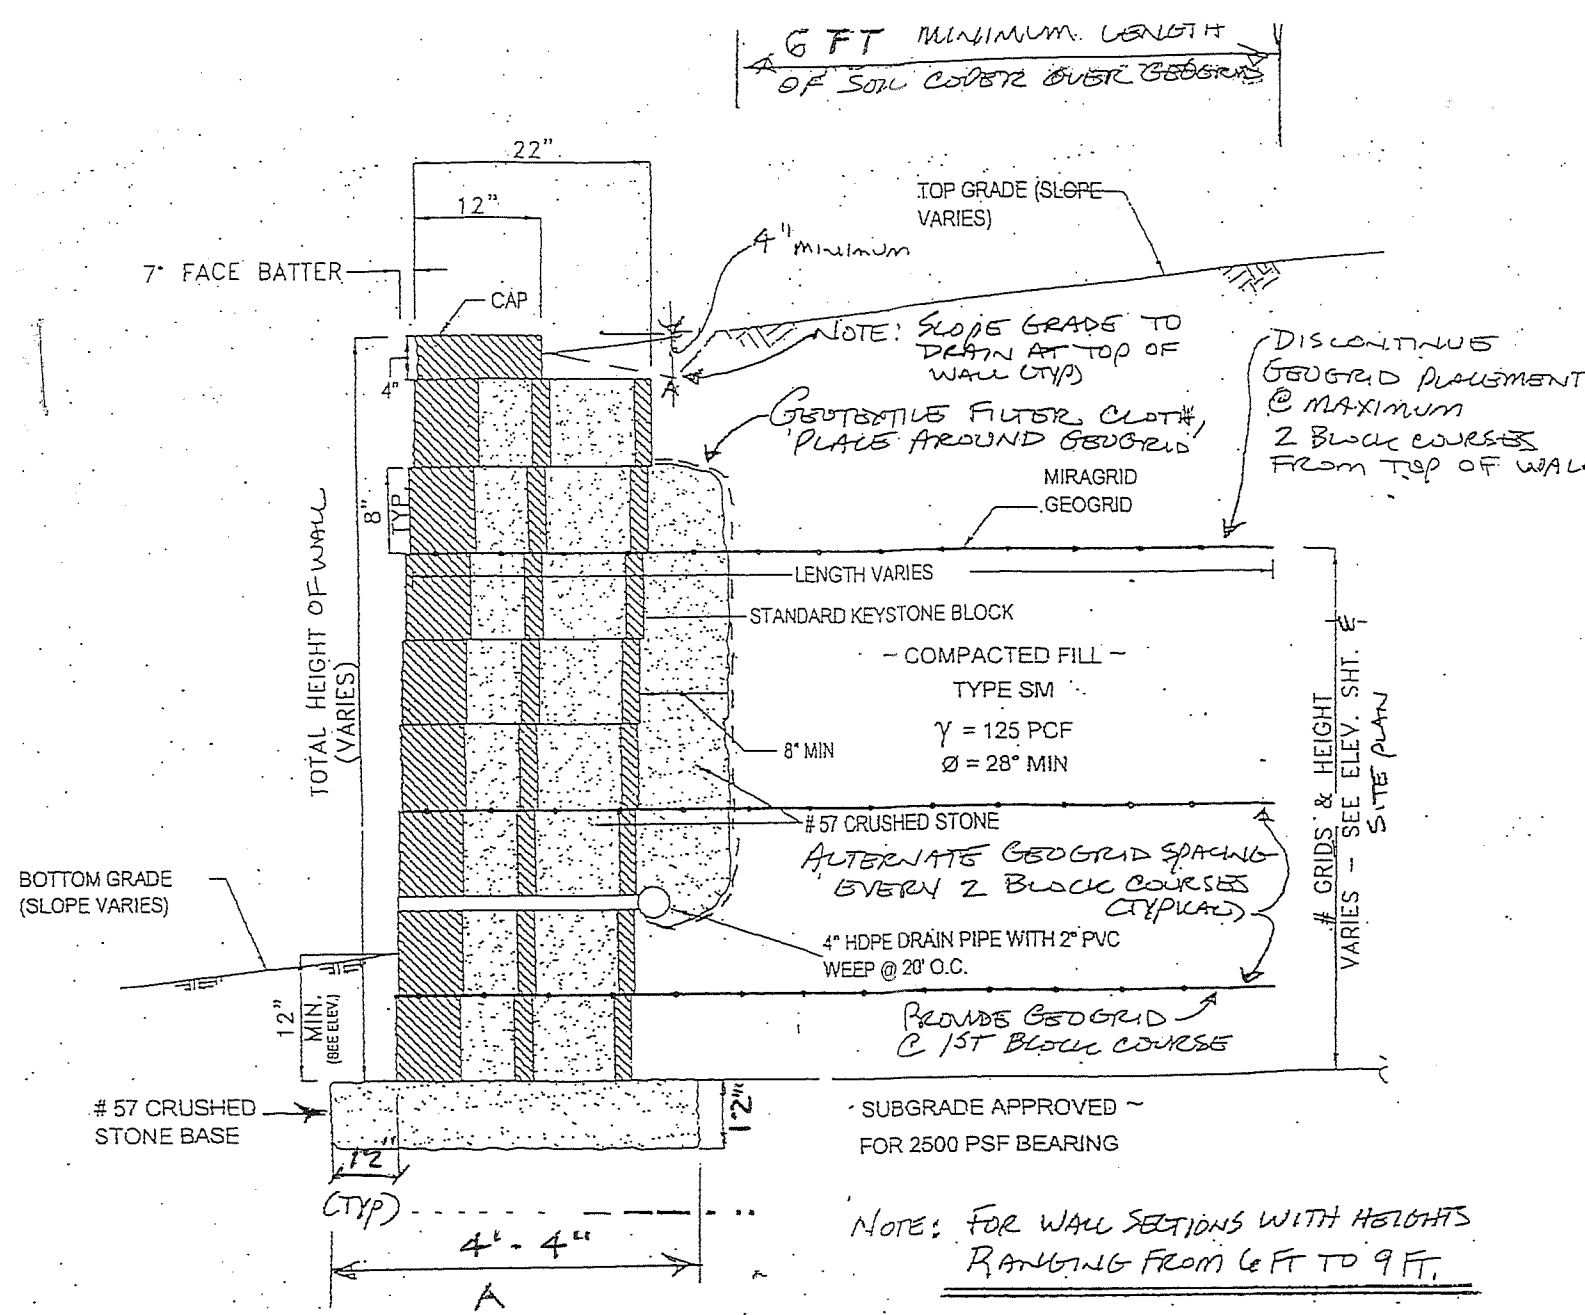 6 FT MINIMUM LENGTH
OF SOIL COVER OVER GEOGRID
22"
12"
TOP GRADE (SLOPE
VARIES)
4" MINIMUM
7° FACE BATTER
CAP
NOTE: SLOPE GRADE TO
DRAIN AT TOP OF
WALL (TYP)
DISCONTINUE
GEOGRID PLACEMENT
@ MAXIMUM
2 BLOCK COURSES
FROM TOP OF WALL
4"
A
GEOTEXTILE FILTER CLOTH,
PLACE AROUND GEOGRID
MIRAGRID
GEOGRID
8"
TYP
LENGTH VARIES
STANDARD KEYSTONE BLOCK
- COMPACTED FILL -
TYPE SM
γ = 125 PCF
Ø = 28° MIN
TOTAL HEIGHT OF WALL
(VARIES)
8" MIN
# 57 CRUSHED STONE
ALTERNATE GEOGRID SPACING
EVERY 2 BLOCK COURSES
(TYPICAL)
# GRIDS & HEIGHT
VARIES - SEE ELEV. SHT. &
SITE PLAN
BOTTOM GRADE
(SLOPE VARIES)
4" HDPE DRAIN PIPE WITH 2" PVC
WEEP @ 20' O.C.
12"
MIN.
(SEE ELEV.)
PROVIDE GEOGRID
@ 1ST BLOCK COURSE
# 57 CRUSHED
STONE BASE
12"
- SUBGRADE APPROVED ~
FOR 2500 PSF BEARING
12"
(TYP)
4'-4"
A
NOTE: FOR WALL SECTIONS WITH HEIGHTS
RANGING FROM 6 FT TO 9 FT.